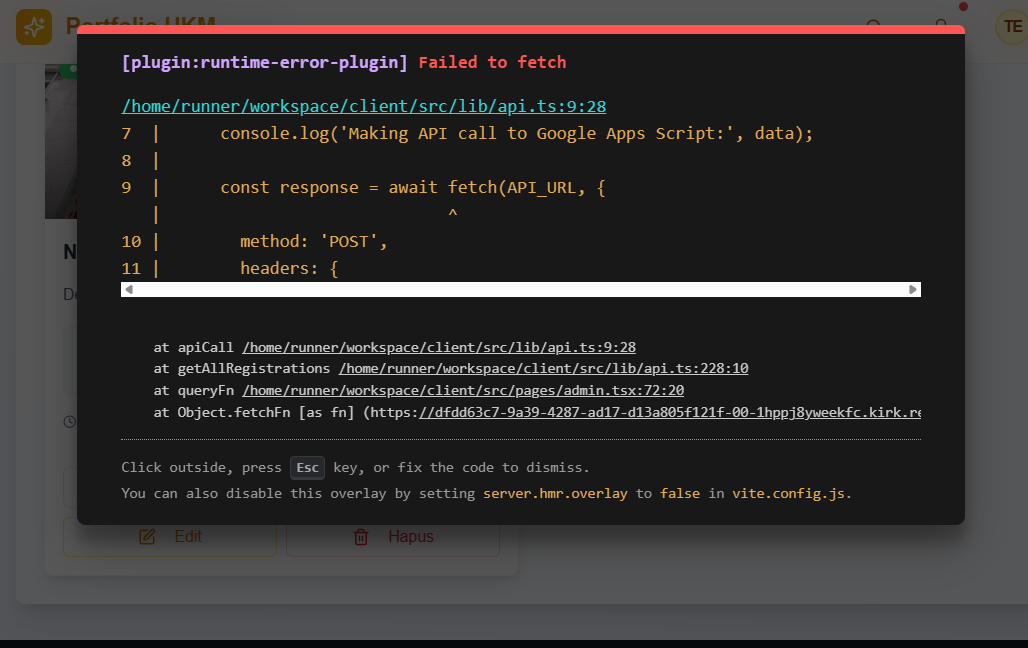 Portfolio UKM
TE
[plugin:runtime-error-plugin] Failed to fetch
/home/runner/workspace/client/src/lib/api.ts:9:28
7  |      console.log('Making API call to Google Apps Script:', data);
8  |
9  |      const response = await fetch(API_URL, {
   |                                 ^
10 |        method: 'POST',
11 |        headers: {
N
De
at apiCall /home/runner/workspace/client/src/lib/api.ts:9:28
at getAllRegistrations /home/runner/workspace/client/src/lib/api.ts:228:10
at queryFn /home/runner/workspace/client/src/pages/admin.tsx:72:20
at Object.fetchFn [as fn] (https://dfdd63c7-9a39-4287-ad17-d13a805f121f-00-1hppj8yweekfc.kirk.re
Click outside, press Esc key, or fix the code to dismiss.
You can also disable this overlay by setting server.hmr.overlay to false in vite.config.js.
Edit
Hapus